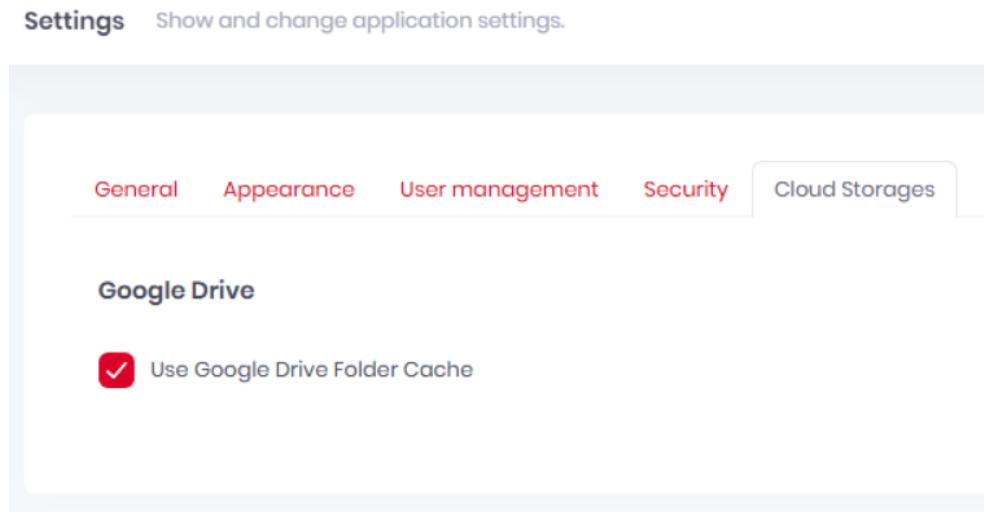 Settings Show and change application settings.
General Appearance User management Security Cloud Storages
Google Drive
Use Google Drive Folder Cache